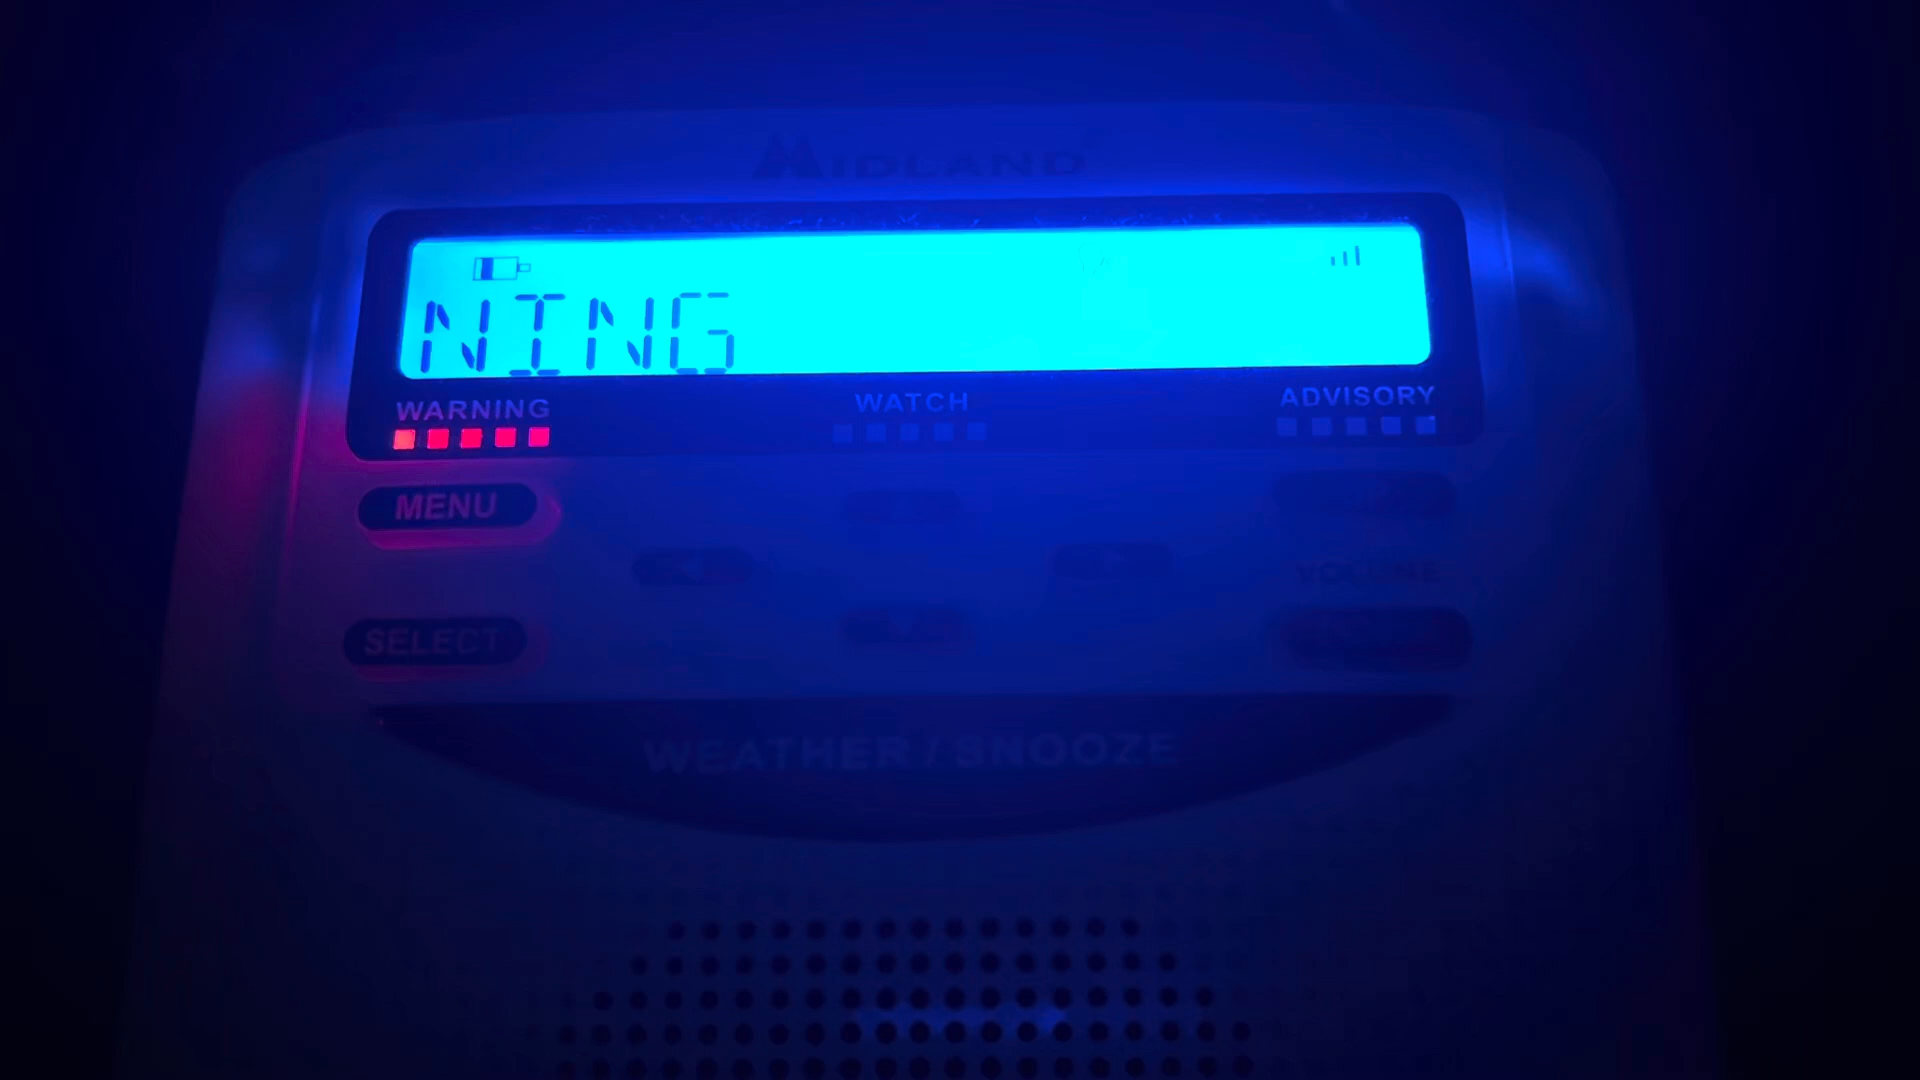 MIDLAND
NING
WARNING WATCH ADVISORY
MENU
VOLUME
SELECT
WEATHER / SNOOZE